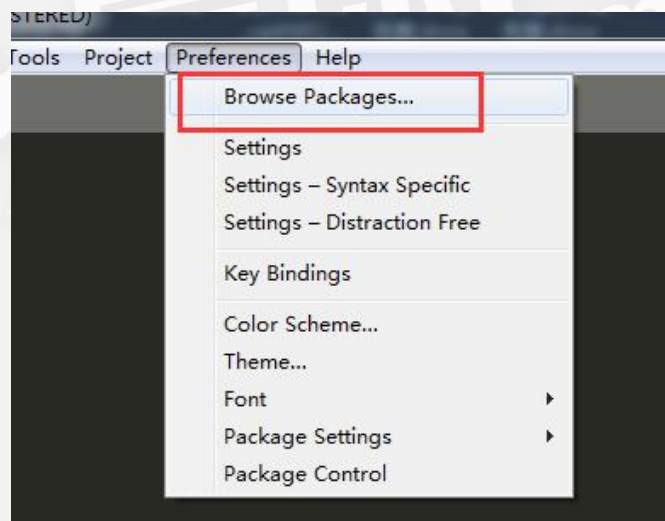 STERED)
Tools Project Preferences Help
Browse Packages...
Settings
Settings – Syntax Specific
Settings – Distraction Free
Key Bindings
Color Scheme...
Theme...
Font
Package Settings
Package Control